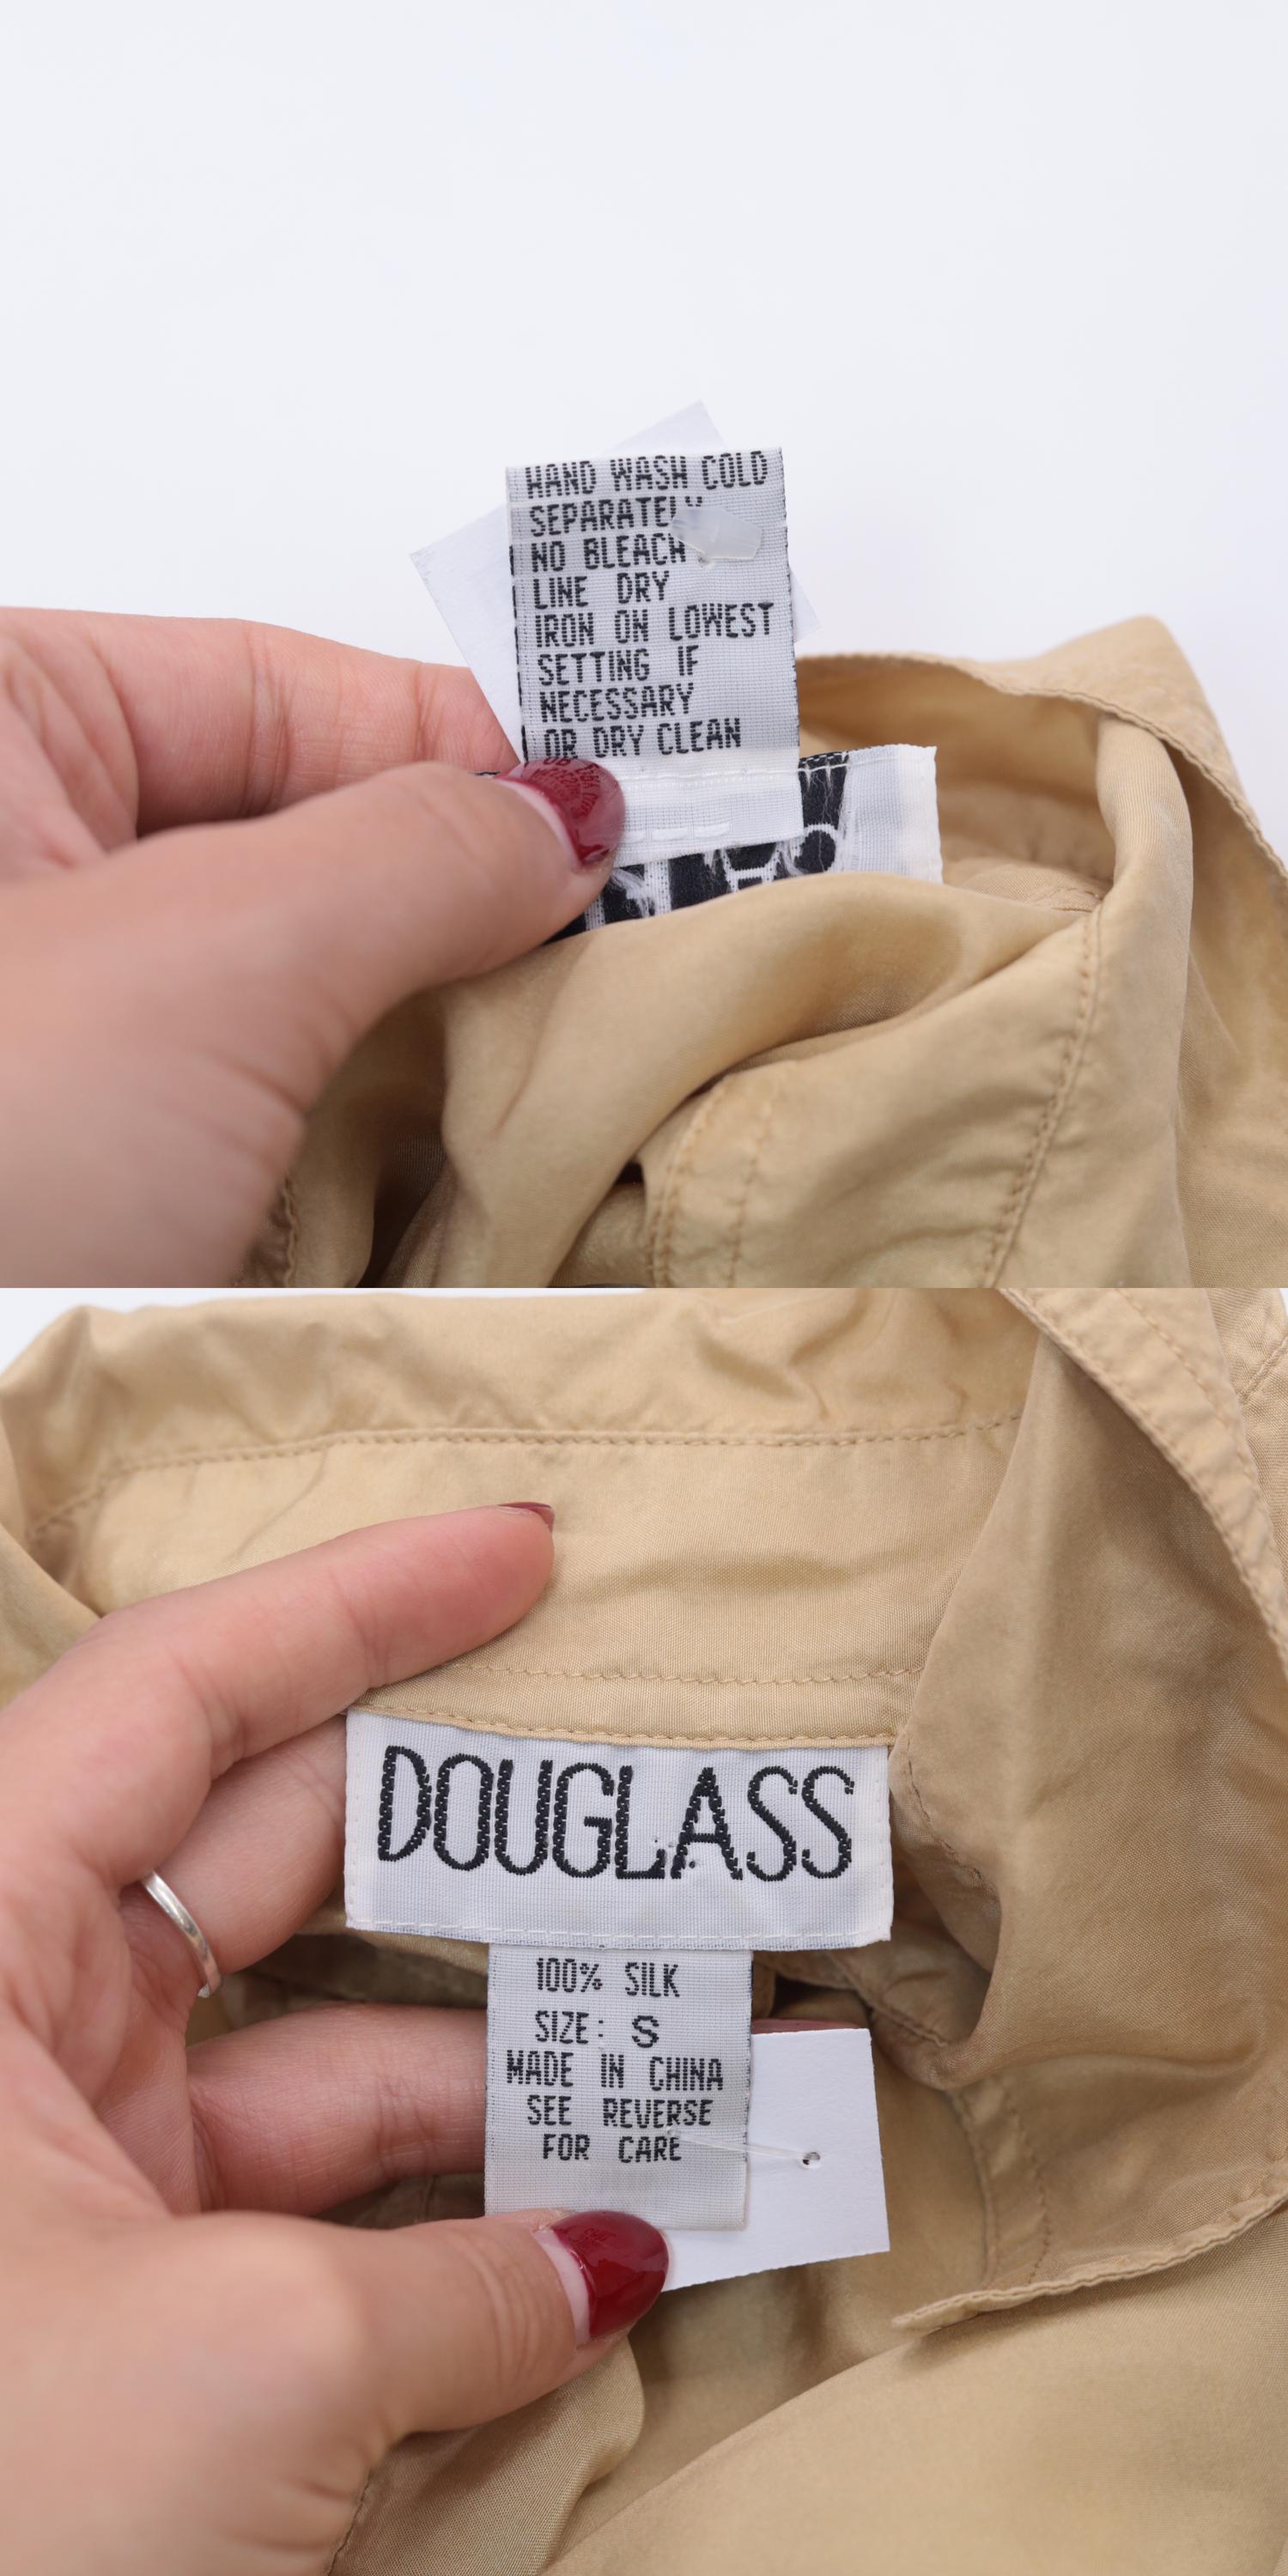 HAND WASH COLD
SEPARATELY
NO BLEACH
LINE DRY
IRON ON LOWEST
SETTING IF
NECESSARY
OR DRY CLEAN
DOUGLASS
100% SILK
SIZE: S
MADE IN CHINA
SEE REVERSE
FOR CARE